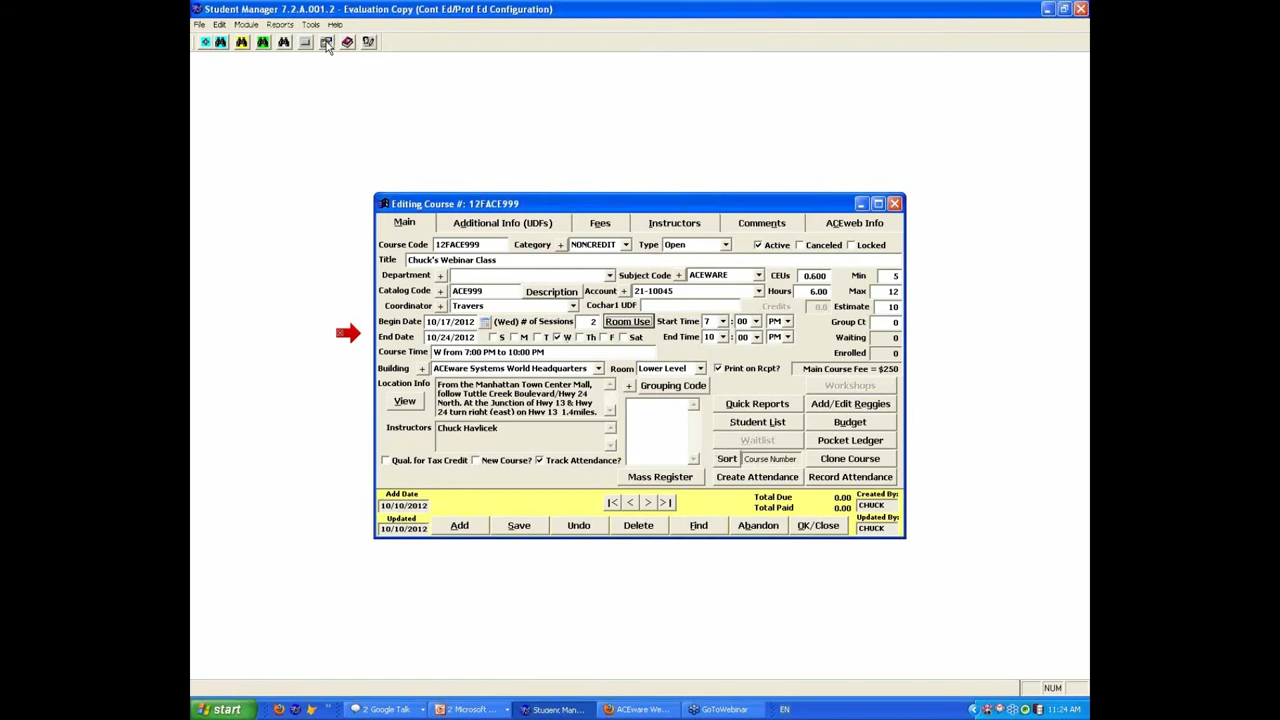 Student Manager 7.2.A.001.2 - Evaluation Copy (Cont Ed/Prof Ed Configuration)
File Edit Module Reports Tools Help
Editing Course #: 12FACE999
Main Additional Info (UDFs) Fees Instructors Comments ACEweb Info
Course Code 12FACE999 Category + NONCREDIT Type Open Active Canceled Locked
Title Chuck's Webinar Class
Department + Subject Code + ACEWARE CEUs 0.600 Min 5
Catalog Code + ACE999 Description Account + 21-10045 Hours 6.00 Max 12
Coordinator + Travers Cochar1 UDF Credits 0.0 Estimate 10
Begin Date 10/17/2012 (Wed) # of Sessions 2 Room Use Start Time 7 : 00 PM Group Ct 0
End Date 10/24/2012 S M T W Th F Sat End Time 10 : 00 PM Waiting 0
Course Time W from 7:00 PM to 10:00 PM Enrolled 0
Building + ACEware Systems World Headquarters Room Lower Level Print on Rcpt? Main Course Fee = $250
Location Info From the Manhattan Town Center Mall,
follow Tuttle Creek Boulevard/Hwy 24
North. At the Junction of Hwy 13 & Hwy
24 turn right (east) on Hwy 13 1.4miles.
View
+ Grouping Code Workshops
Quick Reports Add/Edit Reggies
Instructors Chuck Havlicek
Student List Budget
Waitlist Pocket Ledger
Qual. for Tax Credit New Course? Track Attendance? Sort Course Number Clone Course
Mass Register Create Attendance Record Attendance
Add Date
10/10/2012
|< < > >|
Total Due 0.00
Total Paid 0.00
Created By:
CHUCK
Updated
10/10/2012
Add Save Undo Delete Find Abandon OK/Close
Updated By:
CHUCK
NUM
start 2 Google Talk 2 Microsoft ... Student Man... ACEware We... GoToWebinar EN 11:24 AM